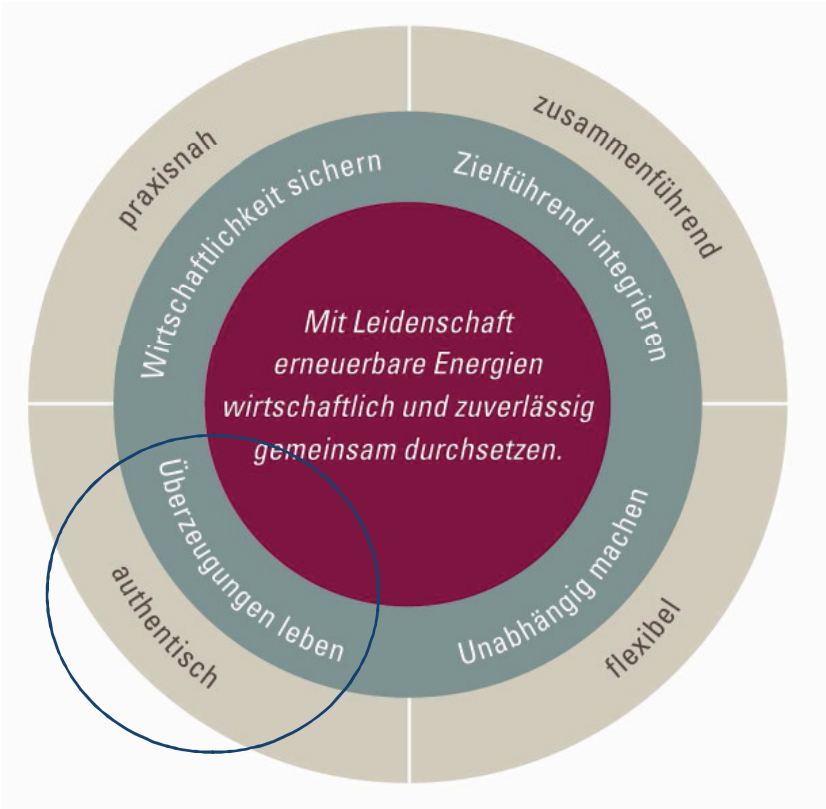 praxisnah
zusammenführend
Wirtschaftlichkeit sichern
Zielführend integrieren
Mit Leidenschaft
erneuerbare Energien
wirtschaftlich und zuverlässig
gemeinsam durchsetzen.
Überzeugungen leben
Unabhängig machen
authentisch
flexibel